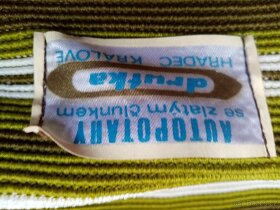 AUTOPOTAHY
se zlatým člunkem
drutka
HRADEC KRÁLOVÉ